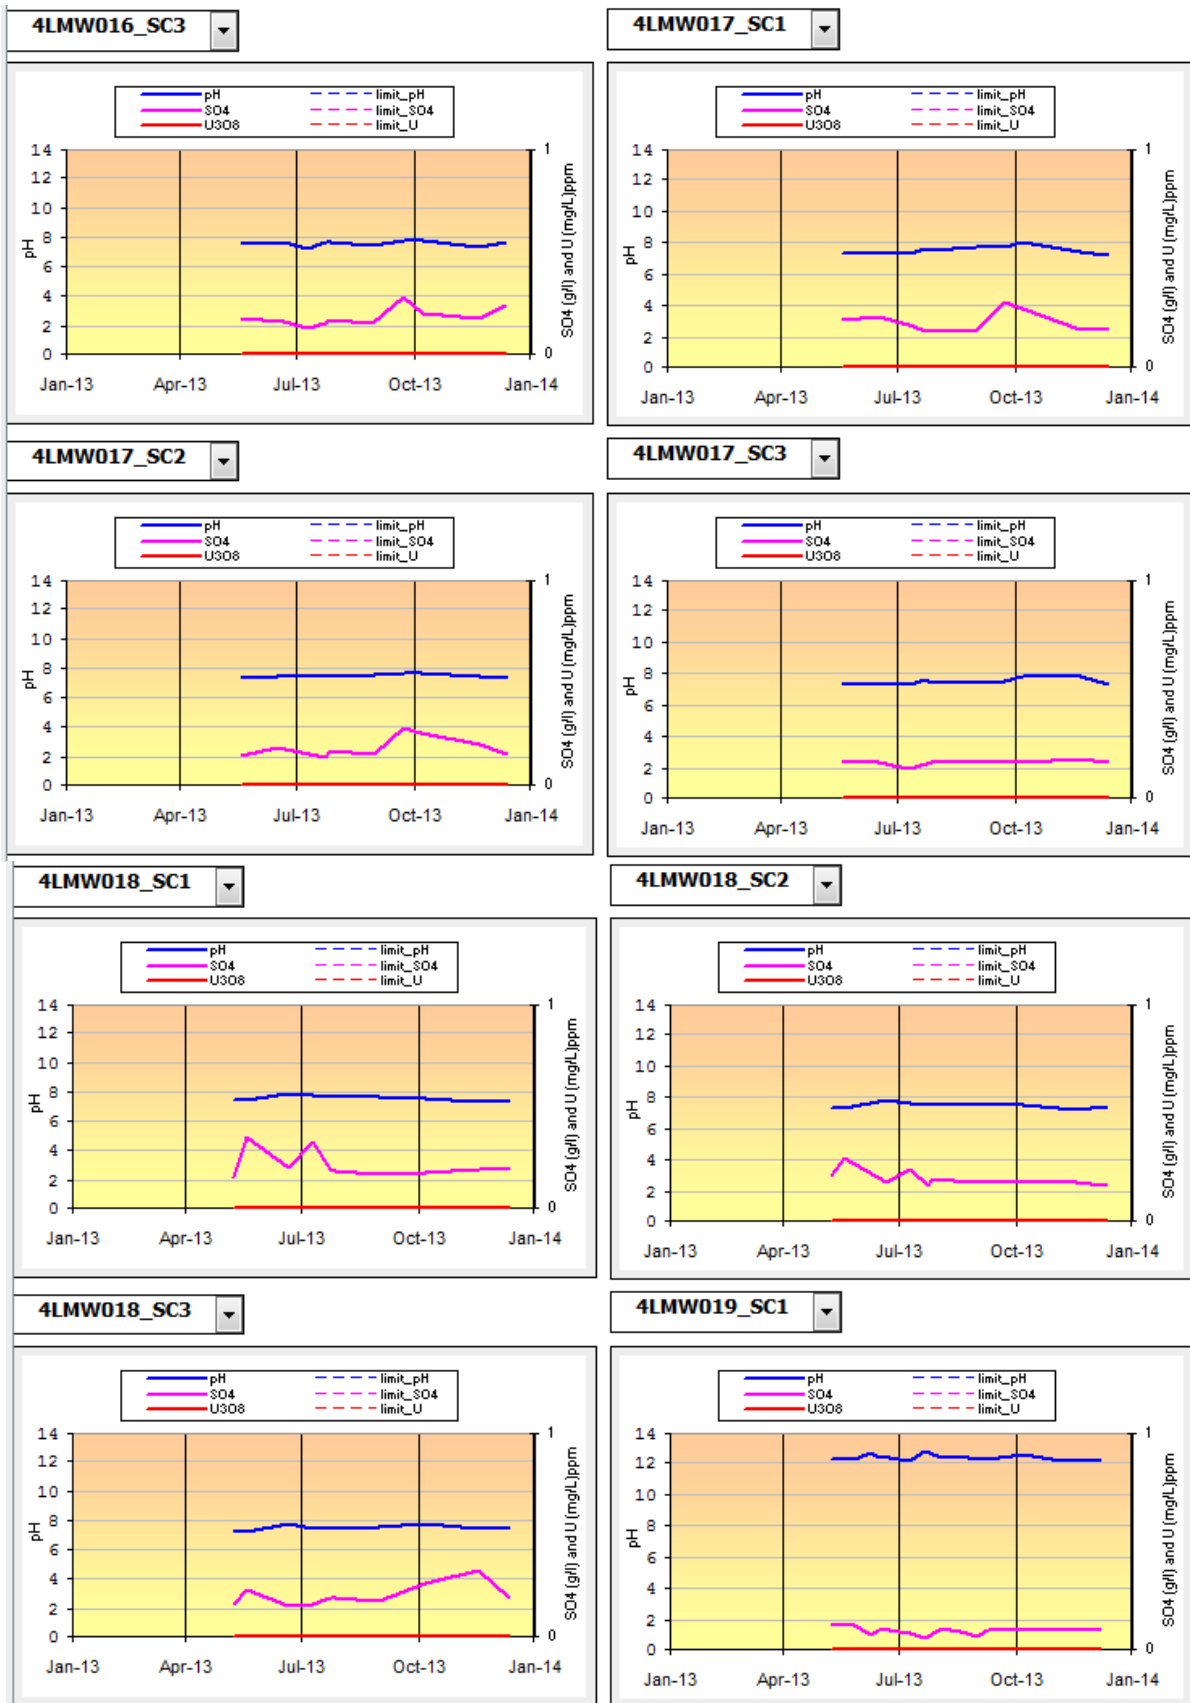 4LMW016_SC3
pH limit_pH
SO4 limit_SO4
U3O8 limit_U
14
12
10
8
6
4
2
0
pH
1
0
SO4 (g/l) and U (mg/L)ppm
Jan-13 Apr-13 Jul-13 Oct-13 Jan-14
4LMW017_SC1
pH limit_pH
SO4 limit_SO4
U3O8 limit_U
14
12
10
8
6
4
2
0
pH
1
0
SO4 (g/l) and U (mg/L)ppm
Jan-13 Apr-13 Jul-13 Oct-13 Jan-14
4LMW017_SC2
pH limit_pH
SO4 limit_SO4
U3O8 limit_U
14
12
10
8
6
4
2
0
pH
1
0
SO4 (g/l) and U (mg/L)ppm
Jan-13 Apr-13 Jul-13 Oct-13 Jan-14
4LMW017_SC3
pH limit_pH
SO4 limit_SO4
U3O8 limit_U
14
12
10
8
6
4
2
0
pH
1
0
SO4 (g/l) and U (mg/L)ppm
Jan-13 Apr-13 Jul-13 Oct-13 Jan-14
4LMW018_SC1
pH limit_pH
SO4 limit_SO4
U3O8 limit_U
14
12
10
8
6
4
2
0
pH
1
0
SO4 (g/l) and U (mg/L)ppm
Jan-13 Apr-13 Jul-13 Oct-13 Jan-14
4LMW018_SC2
pH limit_pH
SO4 limit_SO4
U3O8 limit_U
14
12
10
8
6
4
2
0
pH
1
0
SO4 (g/l) and U (mg/L)ppm
Jan-13 Apr-13 Jul-13 Oct-13 Jan-14
4LMW018_SC3
pH limit_pH
SO4 limit_SO4
U3O8 limit_U
14
12
10
8
6
4
2
0
pH
1
0
SO4 (g/l) and U (mg/L)ppm
Jan-13 Apr-13 Jul-13 Oct-13 Jan-14
4LMW019_SC1
pH limit_pH
SO4 limit_SO4
U3O8 limit_U
14
12
10
8
6
4
2
0
pH
1
0
SO4 (g/l) and U (mg/L)ppm
Jan-13 Apr-13 Jul-13 Oct-13 Jan-14